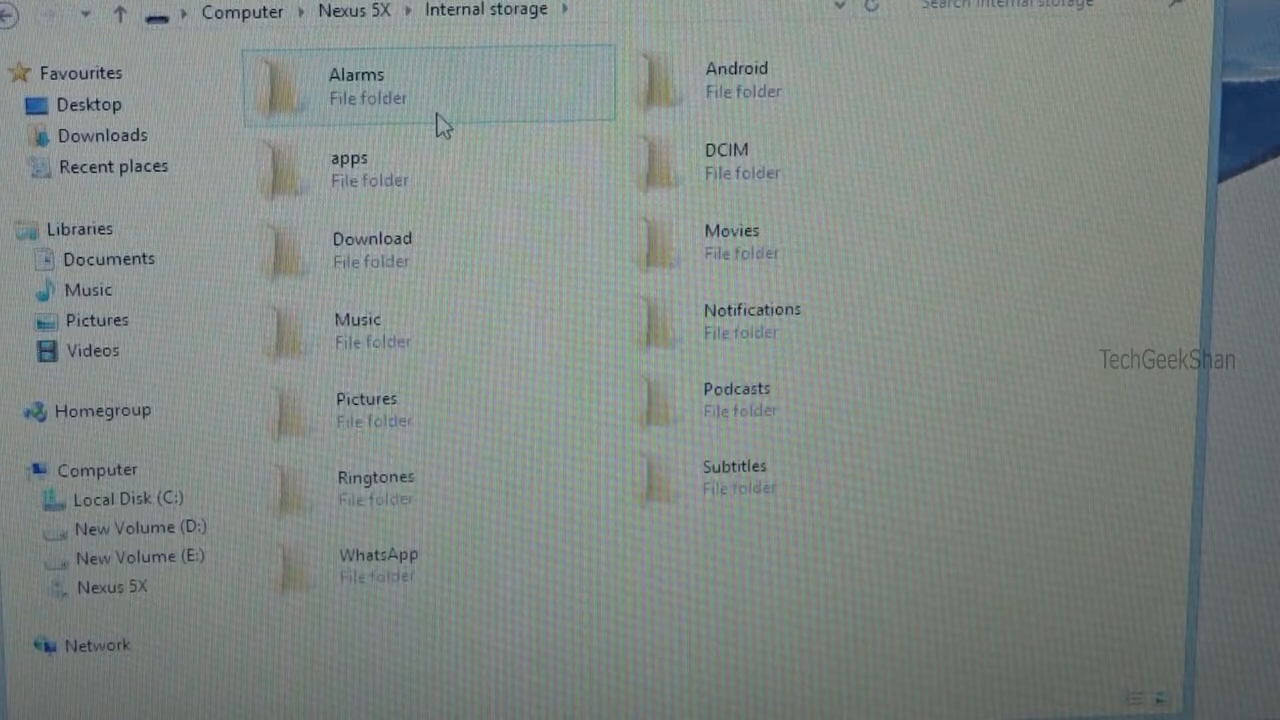 Computer Nexus 5X Internal storage
Search Internal storage
Favourites
Desktop
Downloads
Recent places
Libraries
Documents
Music
Pictures
Videos
Homegroup
Computer
Local Disk (C:)
New Volume (D:)
New Volume (E:)
Nexus 5X
Network
Alarms
File folder
Android
File folder
apps
File folder
DCIM
File folder
Download
File folder
Movies
File folder
Music
File folder
Notifications
File folder
Pictures
File folder
Podcasts
File folder
Ringtones
File folder
Subtitles
File folder
WhatsApp
File folder
TechGeekShan